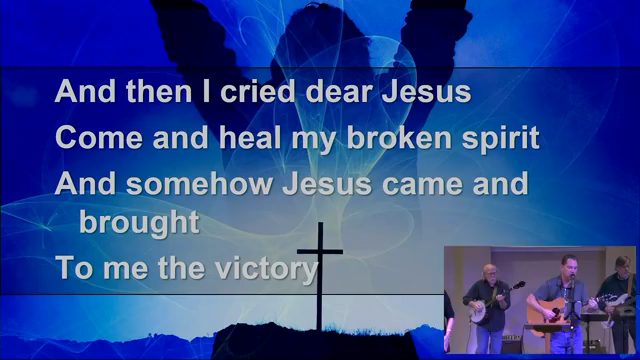 And then I cried dear Jesus
Come and heal my broken spirit
And somehow Jesus came and
brought
To me the victory